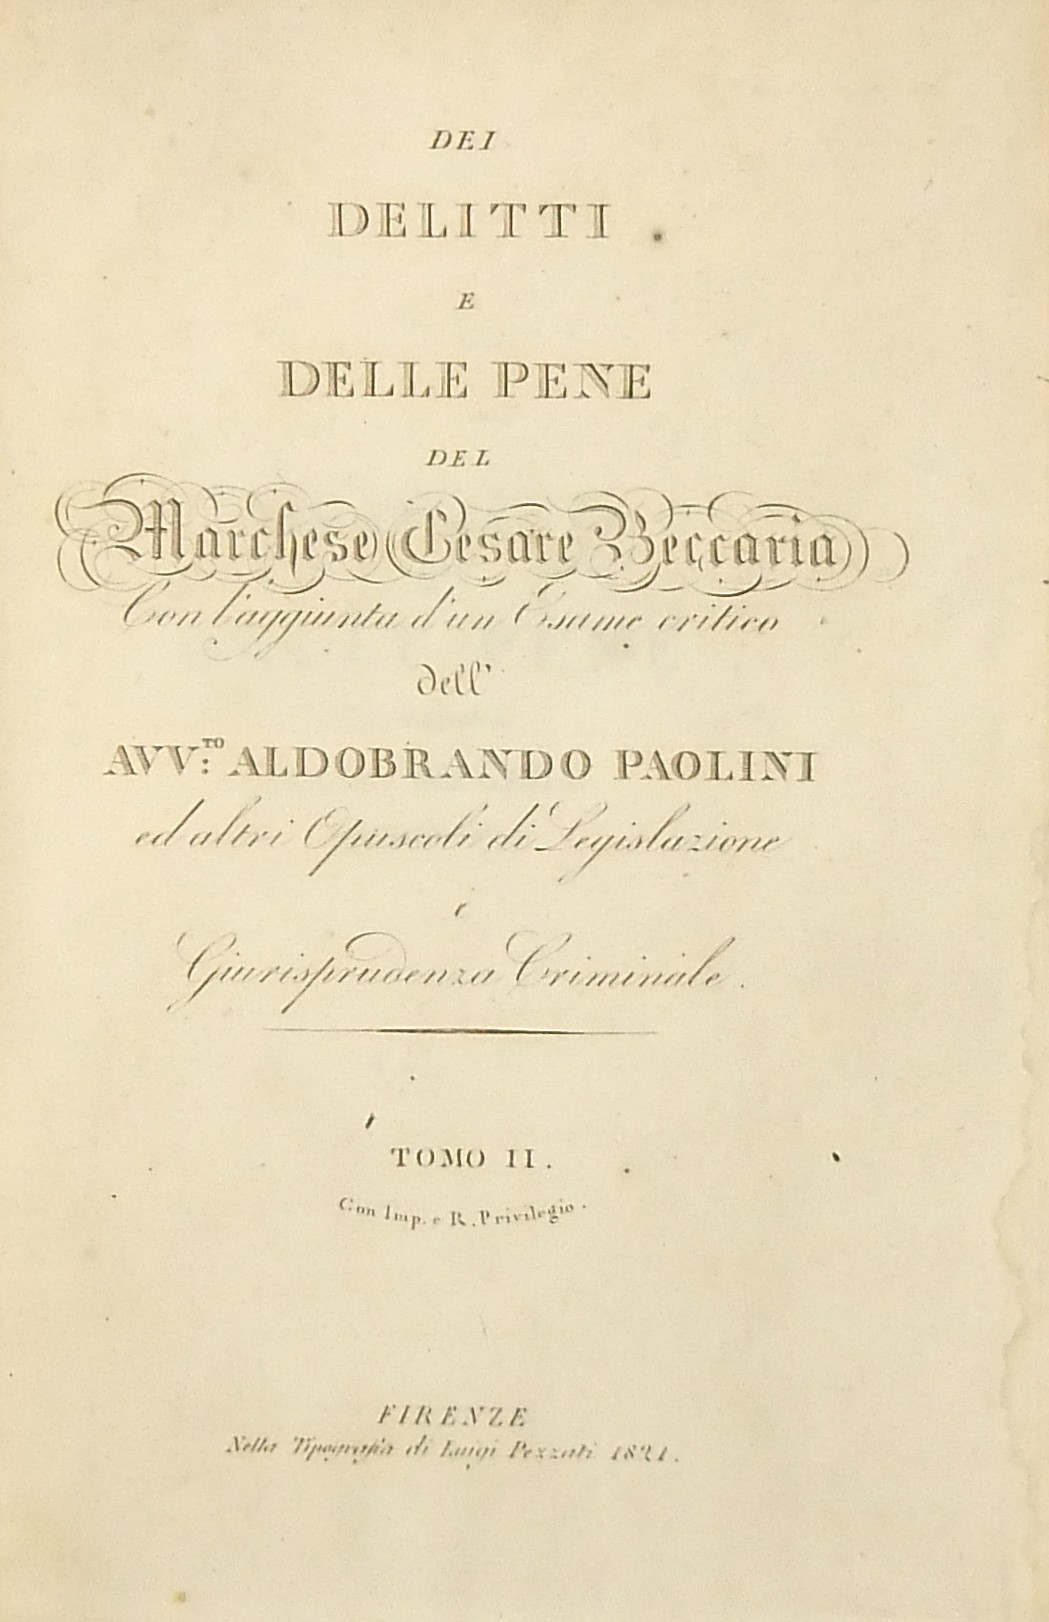 DEI
DELITTI
E
DELLE PENE
DEL
Marchese Cesare Beccaria
Con l'aggiunta d'un Esame critico
dell'
AVV:TO ALDOBRANDO PAOLINI
ed altri Opuscoli di Legislazione
e
Giurisprudenza Criminale.
TOMO II.
Con Imp. e R. Privilegio.
FIRENZE
Nella Tipografia di Luigi Pezzati 1821.